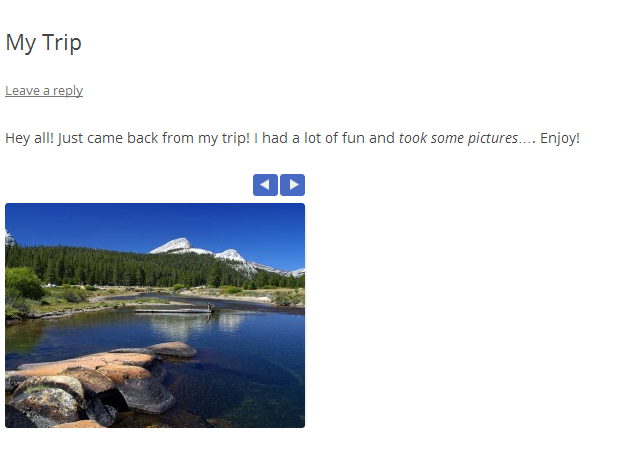 My Trip
Leave a reply
Hey all! Just came back from my trip! I had a lot of fun and took some pictures…. Enjoy!